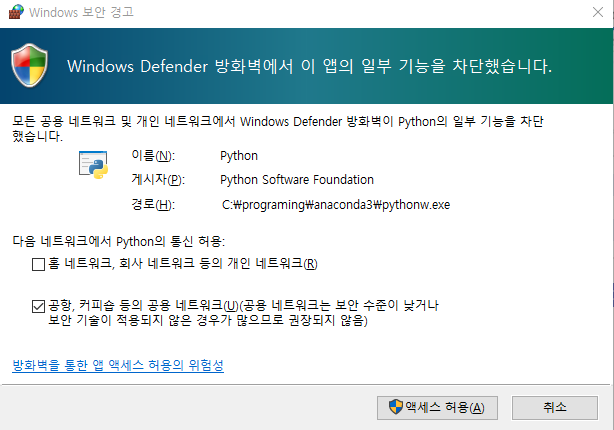 Windows 보안 경고
Windows Defender 방화벽에서 이 앱의 일부 기능을 차단했습니다.
모든 공용 네트워크 및 개인 네트워크에서 Windows Defender 방화벽이 Python의 일부 기능을 차단
했습니다.
이름(N): Python
게시자(P): Python Software Foundation
경로(H): C:₩programing₩anaconda3₩pythonw.exe
다음 네트워크에서 Python의 통신 허용:
홈 네트워크, 회사 네트워크 등의 개인 네트워크(R)
공항, 커피숍 등의 공용 네트워크(U)(공용 네트워크는 보안 수준이 낮거나
보안 기술이 적용되지 않은 경우가 많으므로 권장되지 않음)
방화벽을 통한 앱 액세스 허용의 위험성
액세스 허용(A) 취소